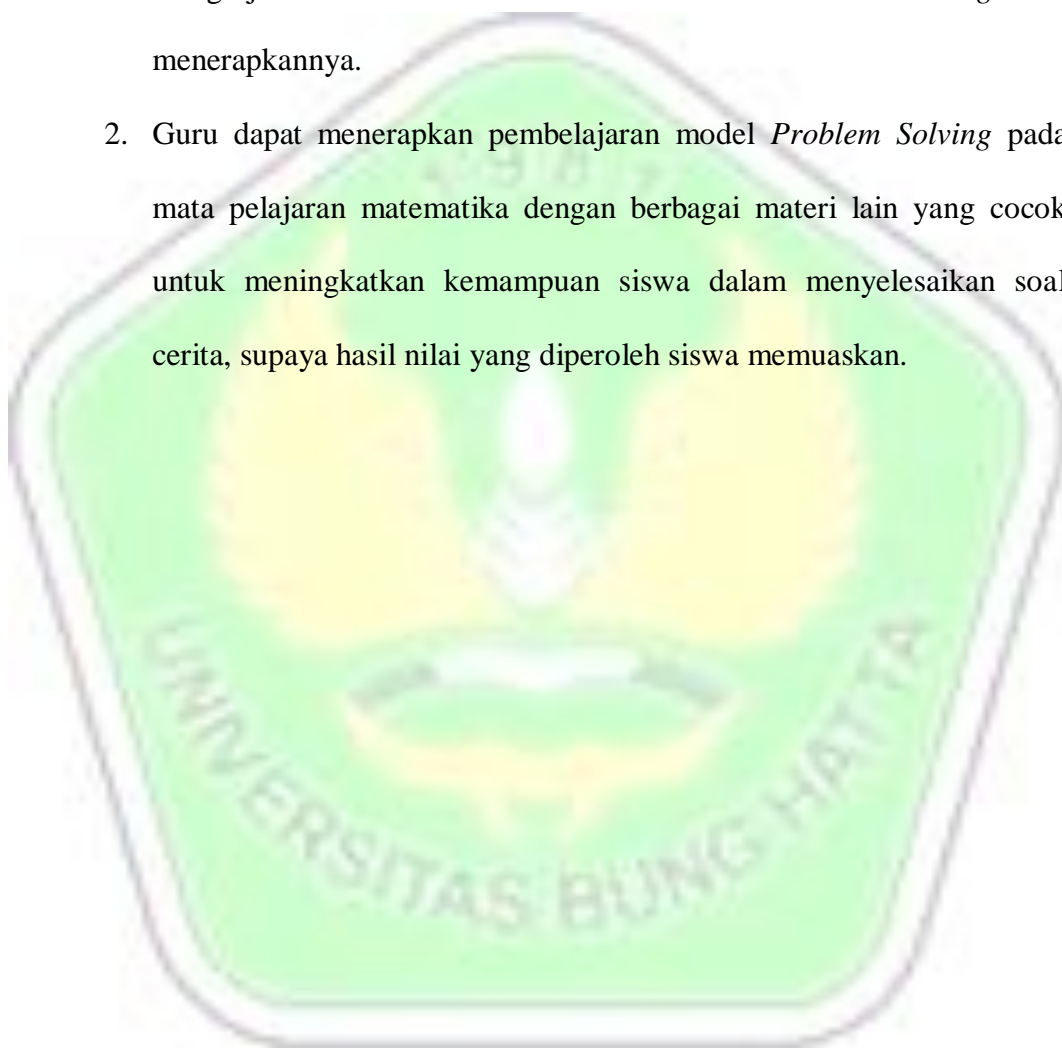 menerapkannya.
2. Guru dapat menerapkan pembelajaran model Problem Solving pada
mata pelajaran matematika dengan berbagai materi lain yang cocok
untuk meningkatkan kemampuan siswa dalam menyelesaikan soal
cerita, supaya hasil nilai yang diperoleh siswa memuaskan.
UNIVERSITAS BUNG HATTA